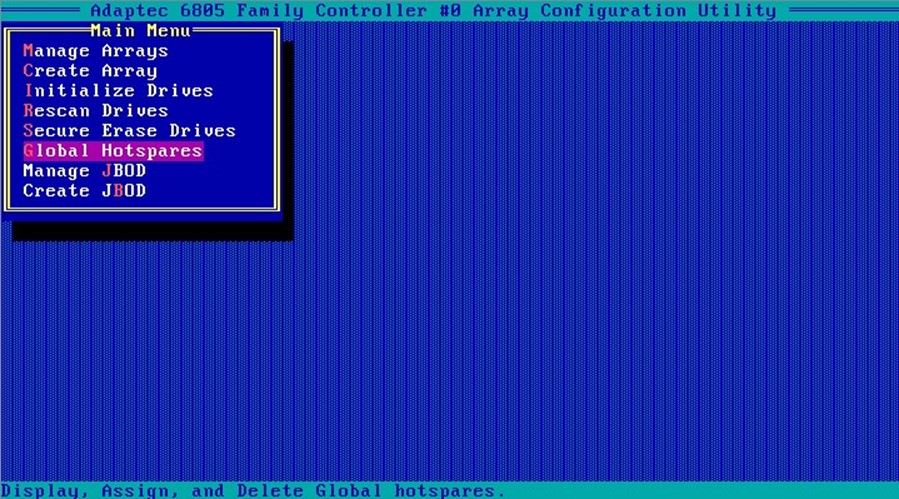 Adaptec 6805 Family Controller #0 Array Configuration Utility
Main Menu
Manage Arrays
Create Array
Initialize Drives
Rescan Drives
Secure Erase Drives
Global Hotspares
Manage JBOD
Create JBOD
Display, Assign, and Delete Global hotspares.